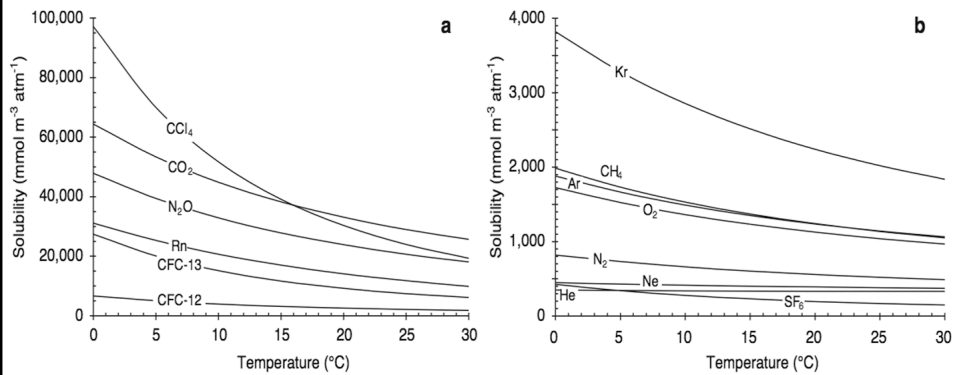 a
100,000
80,000
60,000
40,000
20,000
0
Solubility (mmol m⁻³ atm⁻¹)
CCl₄
CO₂
N₂O
Rn
CFC-13
CFC-12
0 5 10 15 20 25 30
Temperature (°C)
b
4,000
3,000
2,000
1,000
0
Solubility (mmol m⁻³ atm⁻¹)
Kr
CH₄
Ar
O₂
N₂
Ne
He
SF₆
0 5 10 15 20 25 30
Temperature (°C)